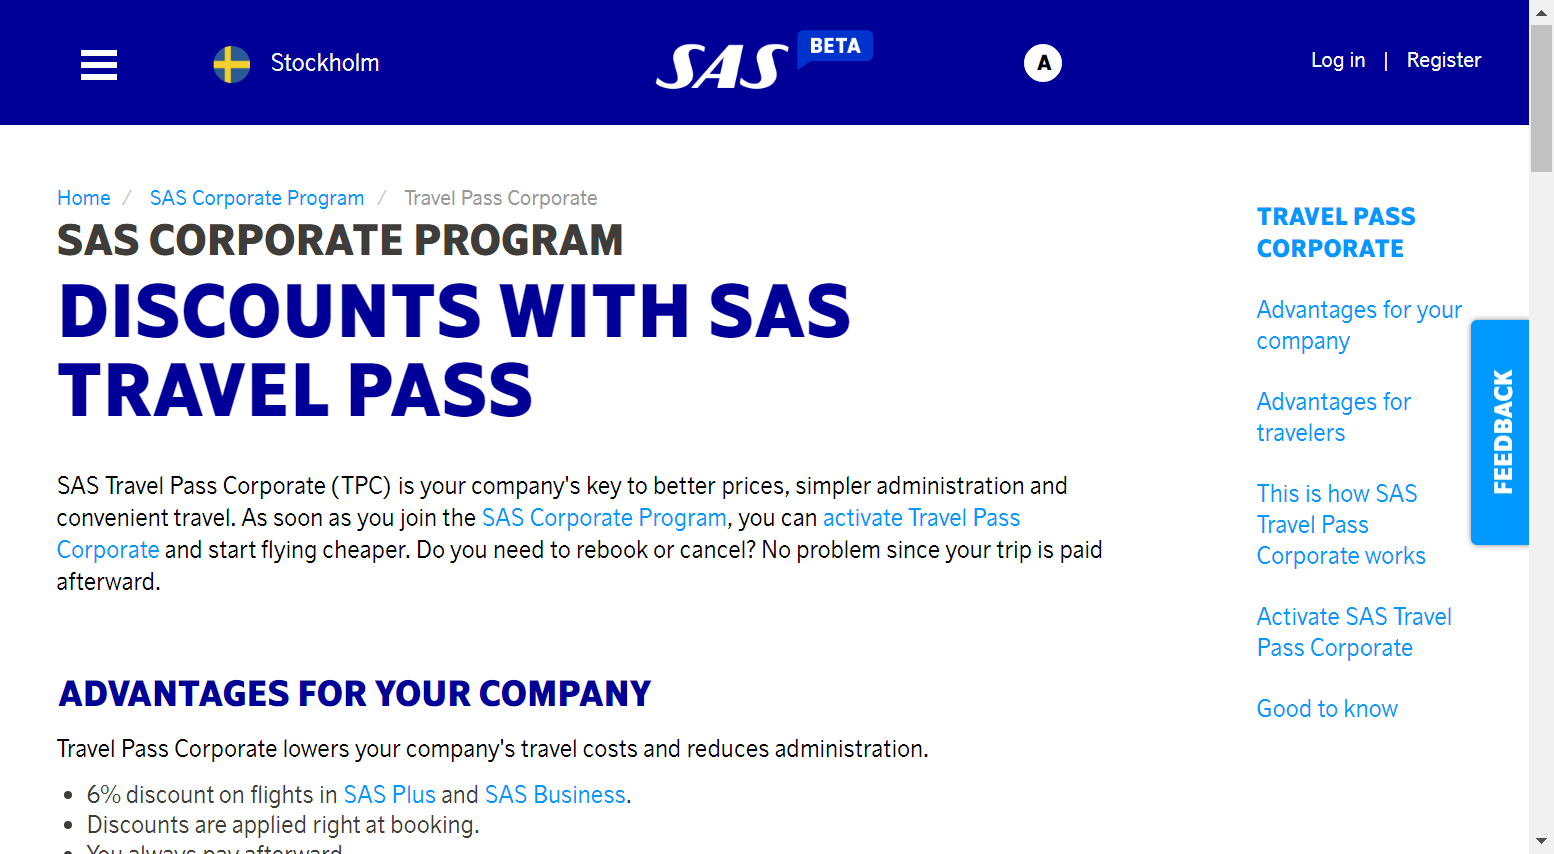 Stockholm
SAS
BETA
A
Log in | Register
Home / SAS Corporate Program / Travel Pass Corporate
SAS CORPORATE PROGRAM
DISCOUNTS WITH SAS
TRAVEL PASS
SAS Travel Pass Corporate (TPC) is your company's key to better prices, simpler administration and
convenient travel. As soon as you join the SAS Corporate Program, you can activate Travel Pass
Corporate and start flying cheaper. Do you need to rebook or cancel? No problem since your trip is paid
afterward.
ADVANTAGES FOR YOUR COMPANY
Travel Pass Corporate lowers your company's travel costs and reduces administration.
• 6% discount on flights in SAS Plus and SAS Business.
• Discounts are applied right at booking.
• You always pay afterward
TRAVEL PASS
CORPORATE
Advantages for your
company
Advantages for
travelers
This is how SAS
Travel Pass
Corporate works
Activate SAS Travel
Pass Corporate
Good to know
FEEDBACK